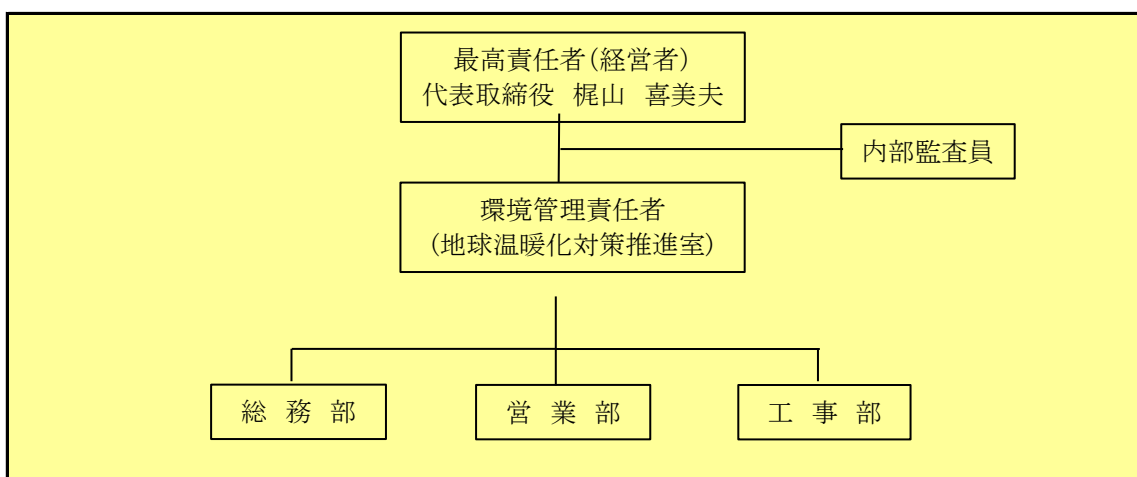 最高責任者(経営者)
代表取締役 梶山 喜美夫
内部監査員
環境管理責任者
(地球温暖化対策推進室)
総 務 部
営 業 部
工 事 部